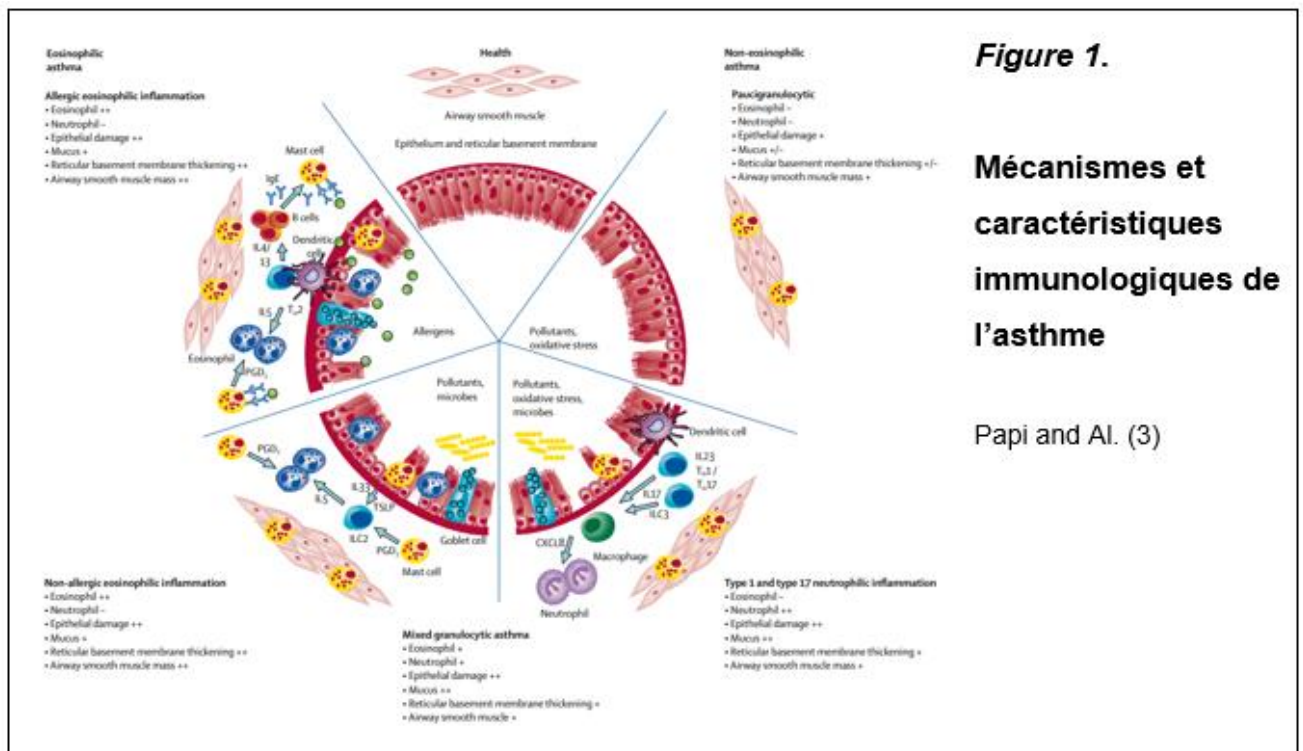 Eosinophilic
asthma
Allergic eosinophilic inflammation
• Eosinophil ++
• Neutrophil –
• Epithelial damage ++
• Mucus +
• Reticular basement membrane thickening ++
• Airway smooth muscle mass ++
Health
Airway smooth muscle
Epithelium and reticular basement membrane
Non-eosinophilic
asthma
Paucigranulocytic
• Eosinophil –
• Neutrophil –
• Epithelial damage +
• Mucus +/–
• Reticular basement membrane thickening +/–
• Airway smooth muscle mass +
Mast cell
IgE
B cells
IL4/
13
Dendritic
cell
IL5
TH2
Eosinophil
PGD2
Allergens
Pollutants,
oxidative stress
Pollutants,
microbes
Pollutants,
oxidative stress,
microbes
PGD2
IL5
IL33
TSLP
ILC2
PGD2
Goblet cell
Mast cell
Dendritic cell
IL23
TH1 /
TH17
IL17
ILC3
CXCL8
Macrophage
Neutrophil
Non-allergic eosinophilic inflammation
• Eosinophil ++
• Neutrophil –
• Epithelial damage ++
• Mucus +
• Reticular basement membrane thickening ++
• Airway smooth muscle mass ++
Mixed granulocytic asthma
• Eosinophil +
• Neutrophil +
• Epithelial damage ++
• Mucus ++
• Reticular basement membrane thickening +
• Airway smooth muscle +
Type 1 and type 17 neutrophilic inflammation
• Eosinophil –
• Neutrophil ++
• Epithelial damage ++
• Mucus ++
• Reticular basement membrane thickening +
• Airway smooth muscle mass +
Figure 1.
Mécanismes et
caractéristiques
immunologiques de
l’asthme
Papi and Al. (3)